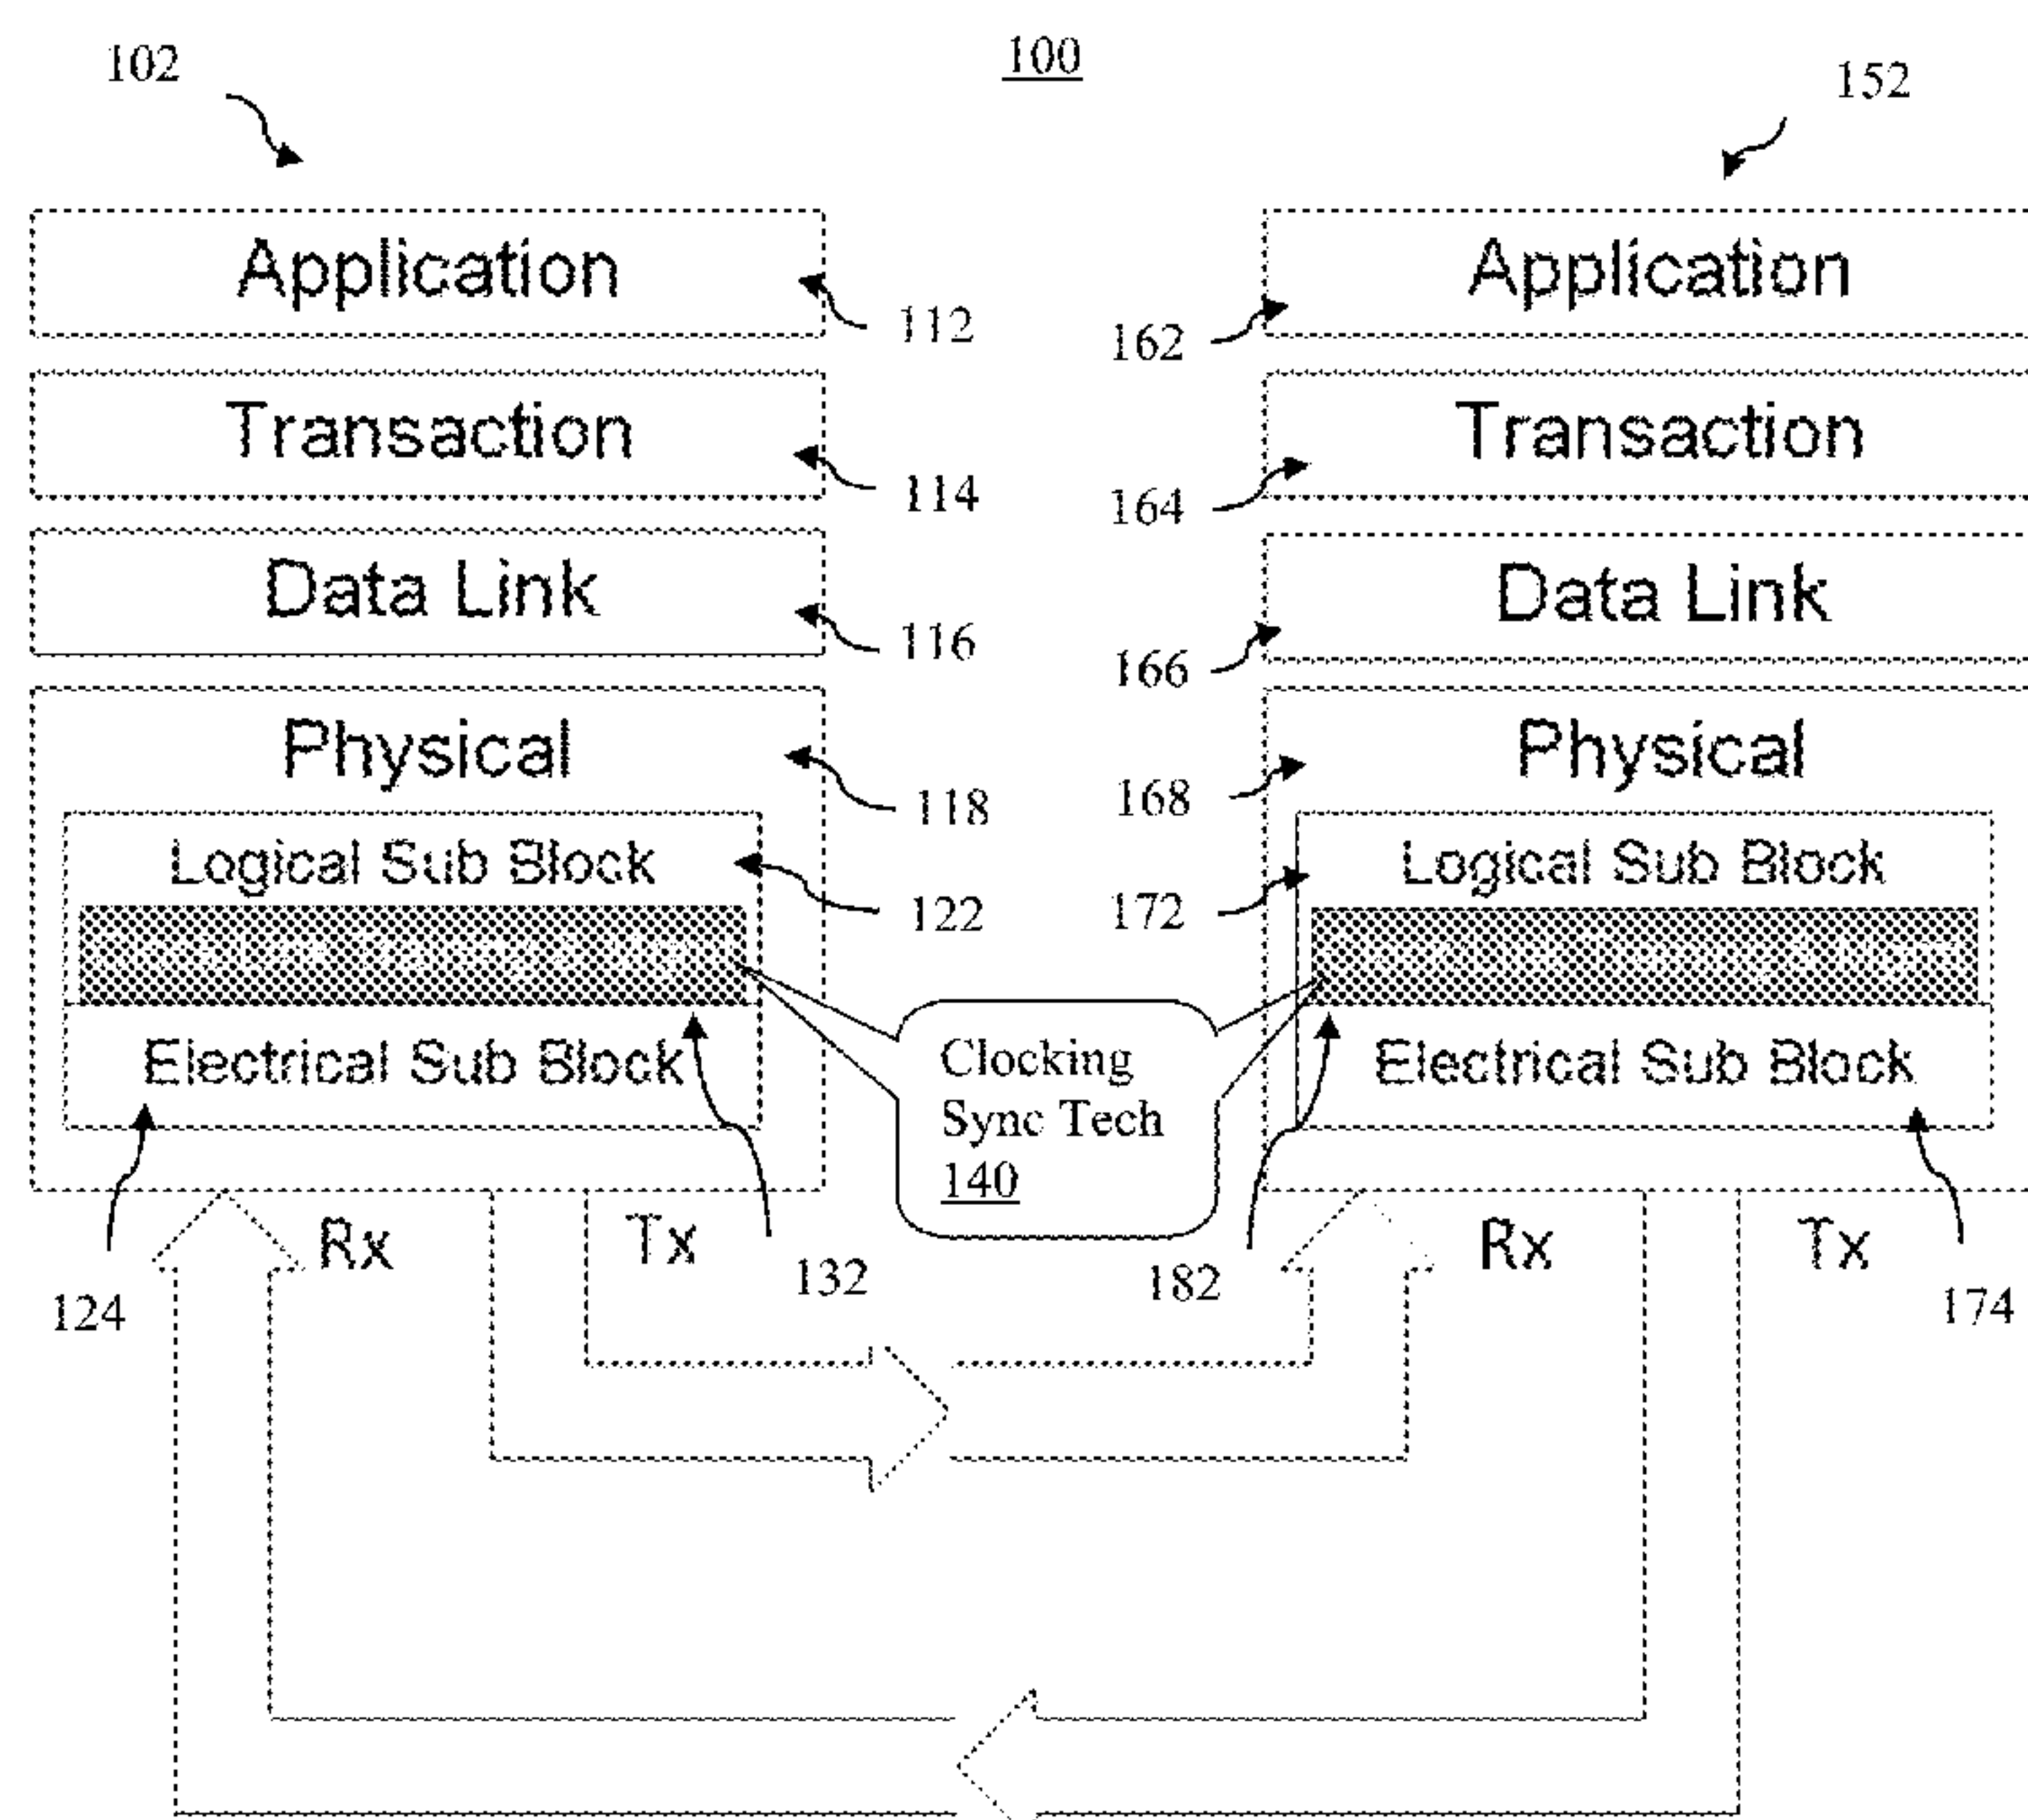 100
102
152
Application
112
162
Application
Transaction
114
164
Transaction
Data Link
116
166
Data Link
Physical
118
168
Physical
Logical Sub Block
122
172
Logical Sub Block
Clocking
Sync Tech
140
Electrical Sub Block
Electrical Sub Block
124
Rx
Tx
132
182
Rx
Tx
174